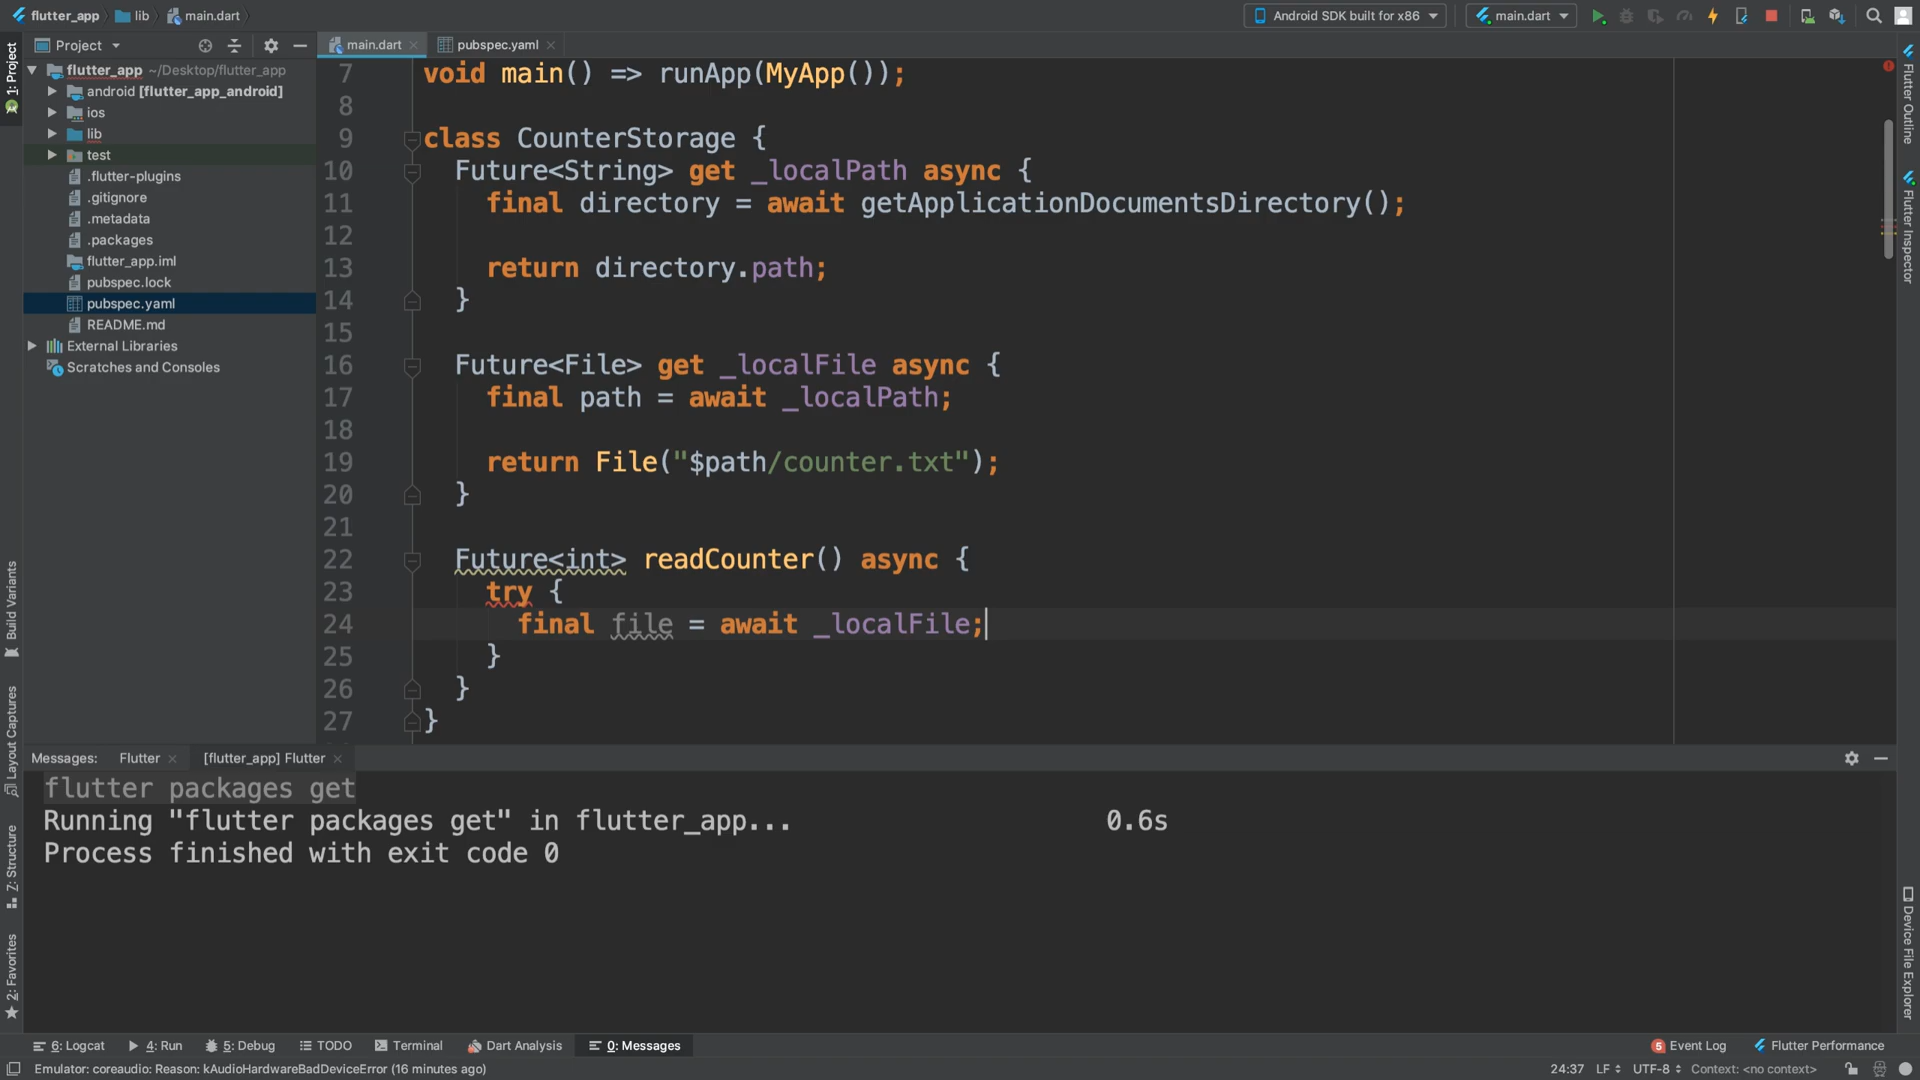 flutter_app
lib
main.dart
Android SDK built for x86
main.dart
Project
main.dart
pubspec.yaml
1: Project
flutter_app ~/Desktop/flutter_app
android [flutter_app_android]
ios
lib
test
.flutter-plugins
.gitignore
.metadata
.packages
flutter_app.iml
pubspec.lock
pubspec.yaml
README.md
External Libraries
Scratches and Consoles
Build Variants
Layout Captures
Z: Structure
2: Favorites
7 void main() => runApp(MyApp());
8
9 class CounterStorage {
10 Future<String> get _localPath async {
11 final directory = await getApplicationDocumentsDirectory();
12
13 return directory.path;
14 }
15
16 Future<File> get _localFile async {
17 final path = await _localPath;
18
19 return File("$path/counter.txt");
20 }
21
22 Future<int> readCounter() async {
23 try {
24 final file = await _localFile;
25 }
26 }
27 }
Flutter Outline
Flutter Inspector
Device File Explorer
Messages: Flutter [flutter_app] Flutter
flutter packages get
Running "flutter packages get" in flutter_app... 0.6s
Process finished with exit code 0
6: Logcat 4: Run 5: Debug TODO Terminal Dart Analysis 0: Messages 5 Event Log Flutter Performance
Emulator: coreaudio: Reason: kAudioHardwareBadDeviceError (16 minutes ago) 24:37 LF UTF-8 Context: <no context>